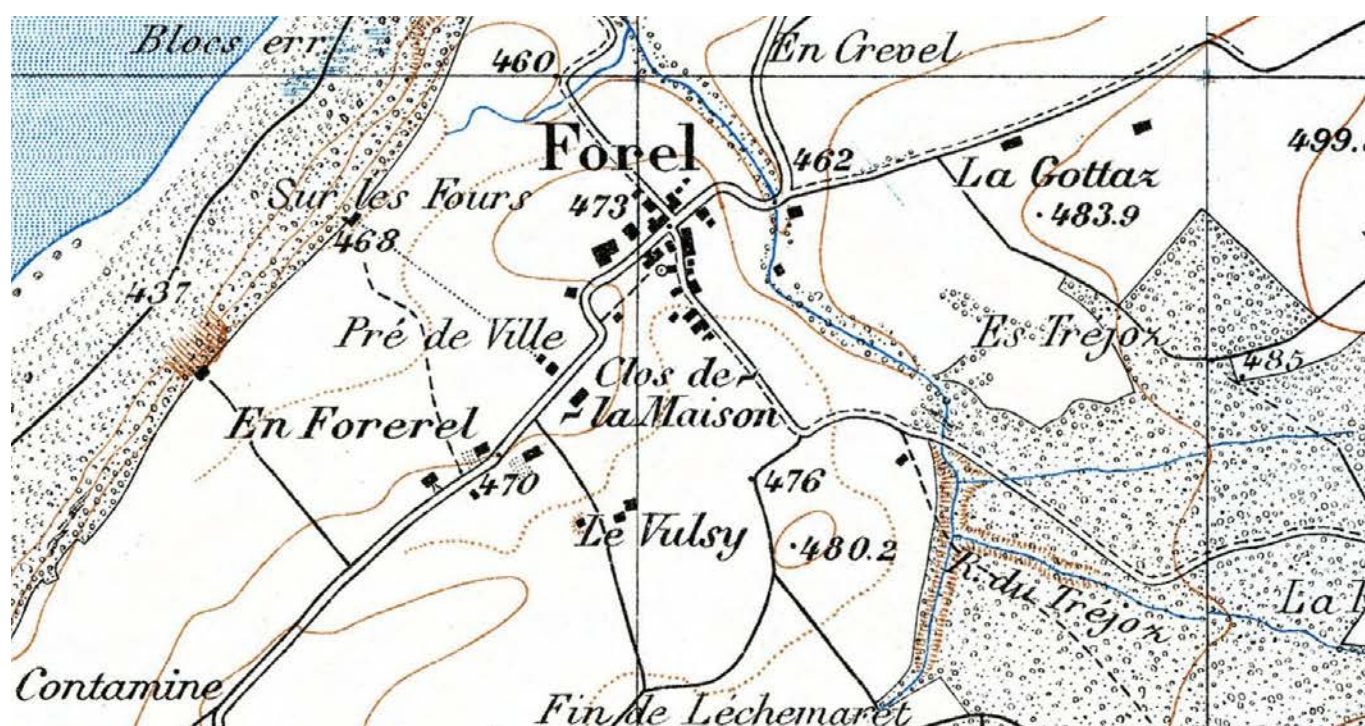 Blocs err.
460
En Crevel
Forel
462
499.
Sur les Fours
473
La Gottaz
483.9
468
437
Pré de Ville
Es Tréjoz
485
Clos de-
-la Maison
En Forerel
470
476
Le Vulsy
480.2
R. du Tréjoz
La
Contamine
Fin de Léchemaret